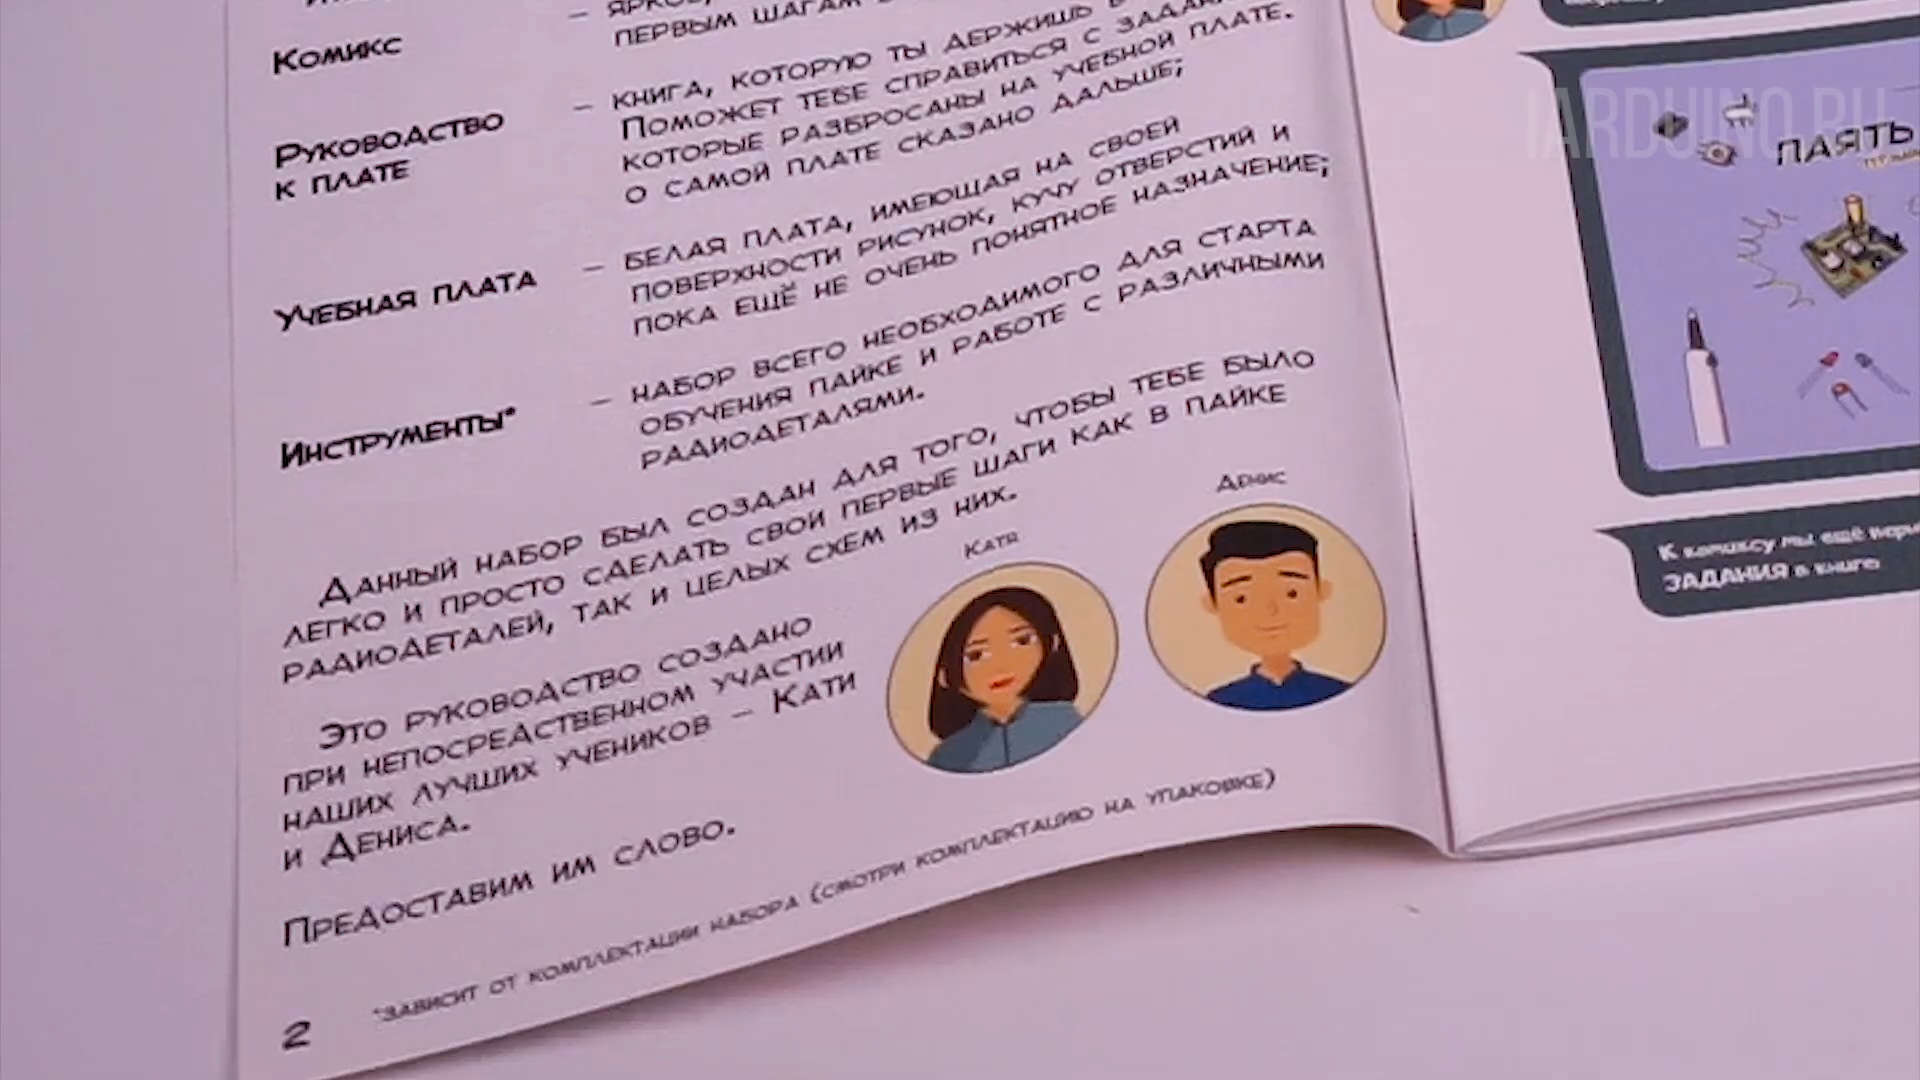 Комикс
первым шагам
Руководство
к плате
– книга, которую ты держишь
Поможет тебе справиться с
которые разбросаны на учебной плате.
о самой плате сказано дальше;
Учебная плата
– белая плата, имеющая на своей
поверхности рисунок, кучу отверстий и
пока ещё не очень понятное назначение;
Инструменты*
– набор всего необходимого для старта
обучения пайке и работе с различными
радиодеталями.
Данный набор был создан для того, чтобы тебе было
легко и просто сделать свои первые шаги как в пайке
радиодеталей, так и целых схем из них.
Это руководство создано
при непосредственном участии
наших лучших учеников – Кати
и Дениса.
Предоставим им слово.
Катя
Денис
*зависит от комплектации набора (смотри комплектацию на упаковке)
2
IARDUINO.RU
ПАЯТЬ
К комиксу мы ещё
ЗАДАНИЯ в книге